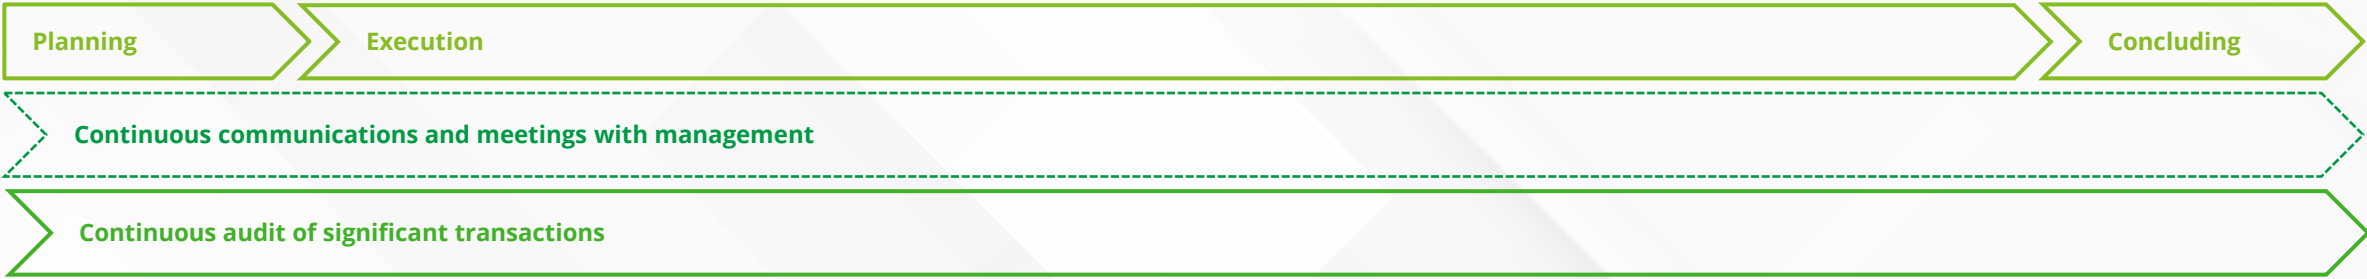 Planning
Execution
Concluding
Continuous communications and meetings with management
Continuous audit of significant transactions